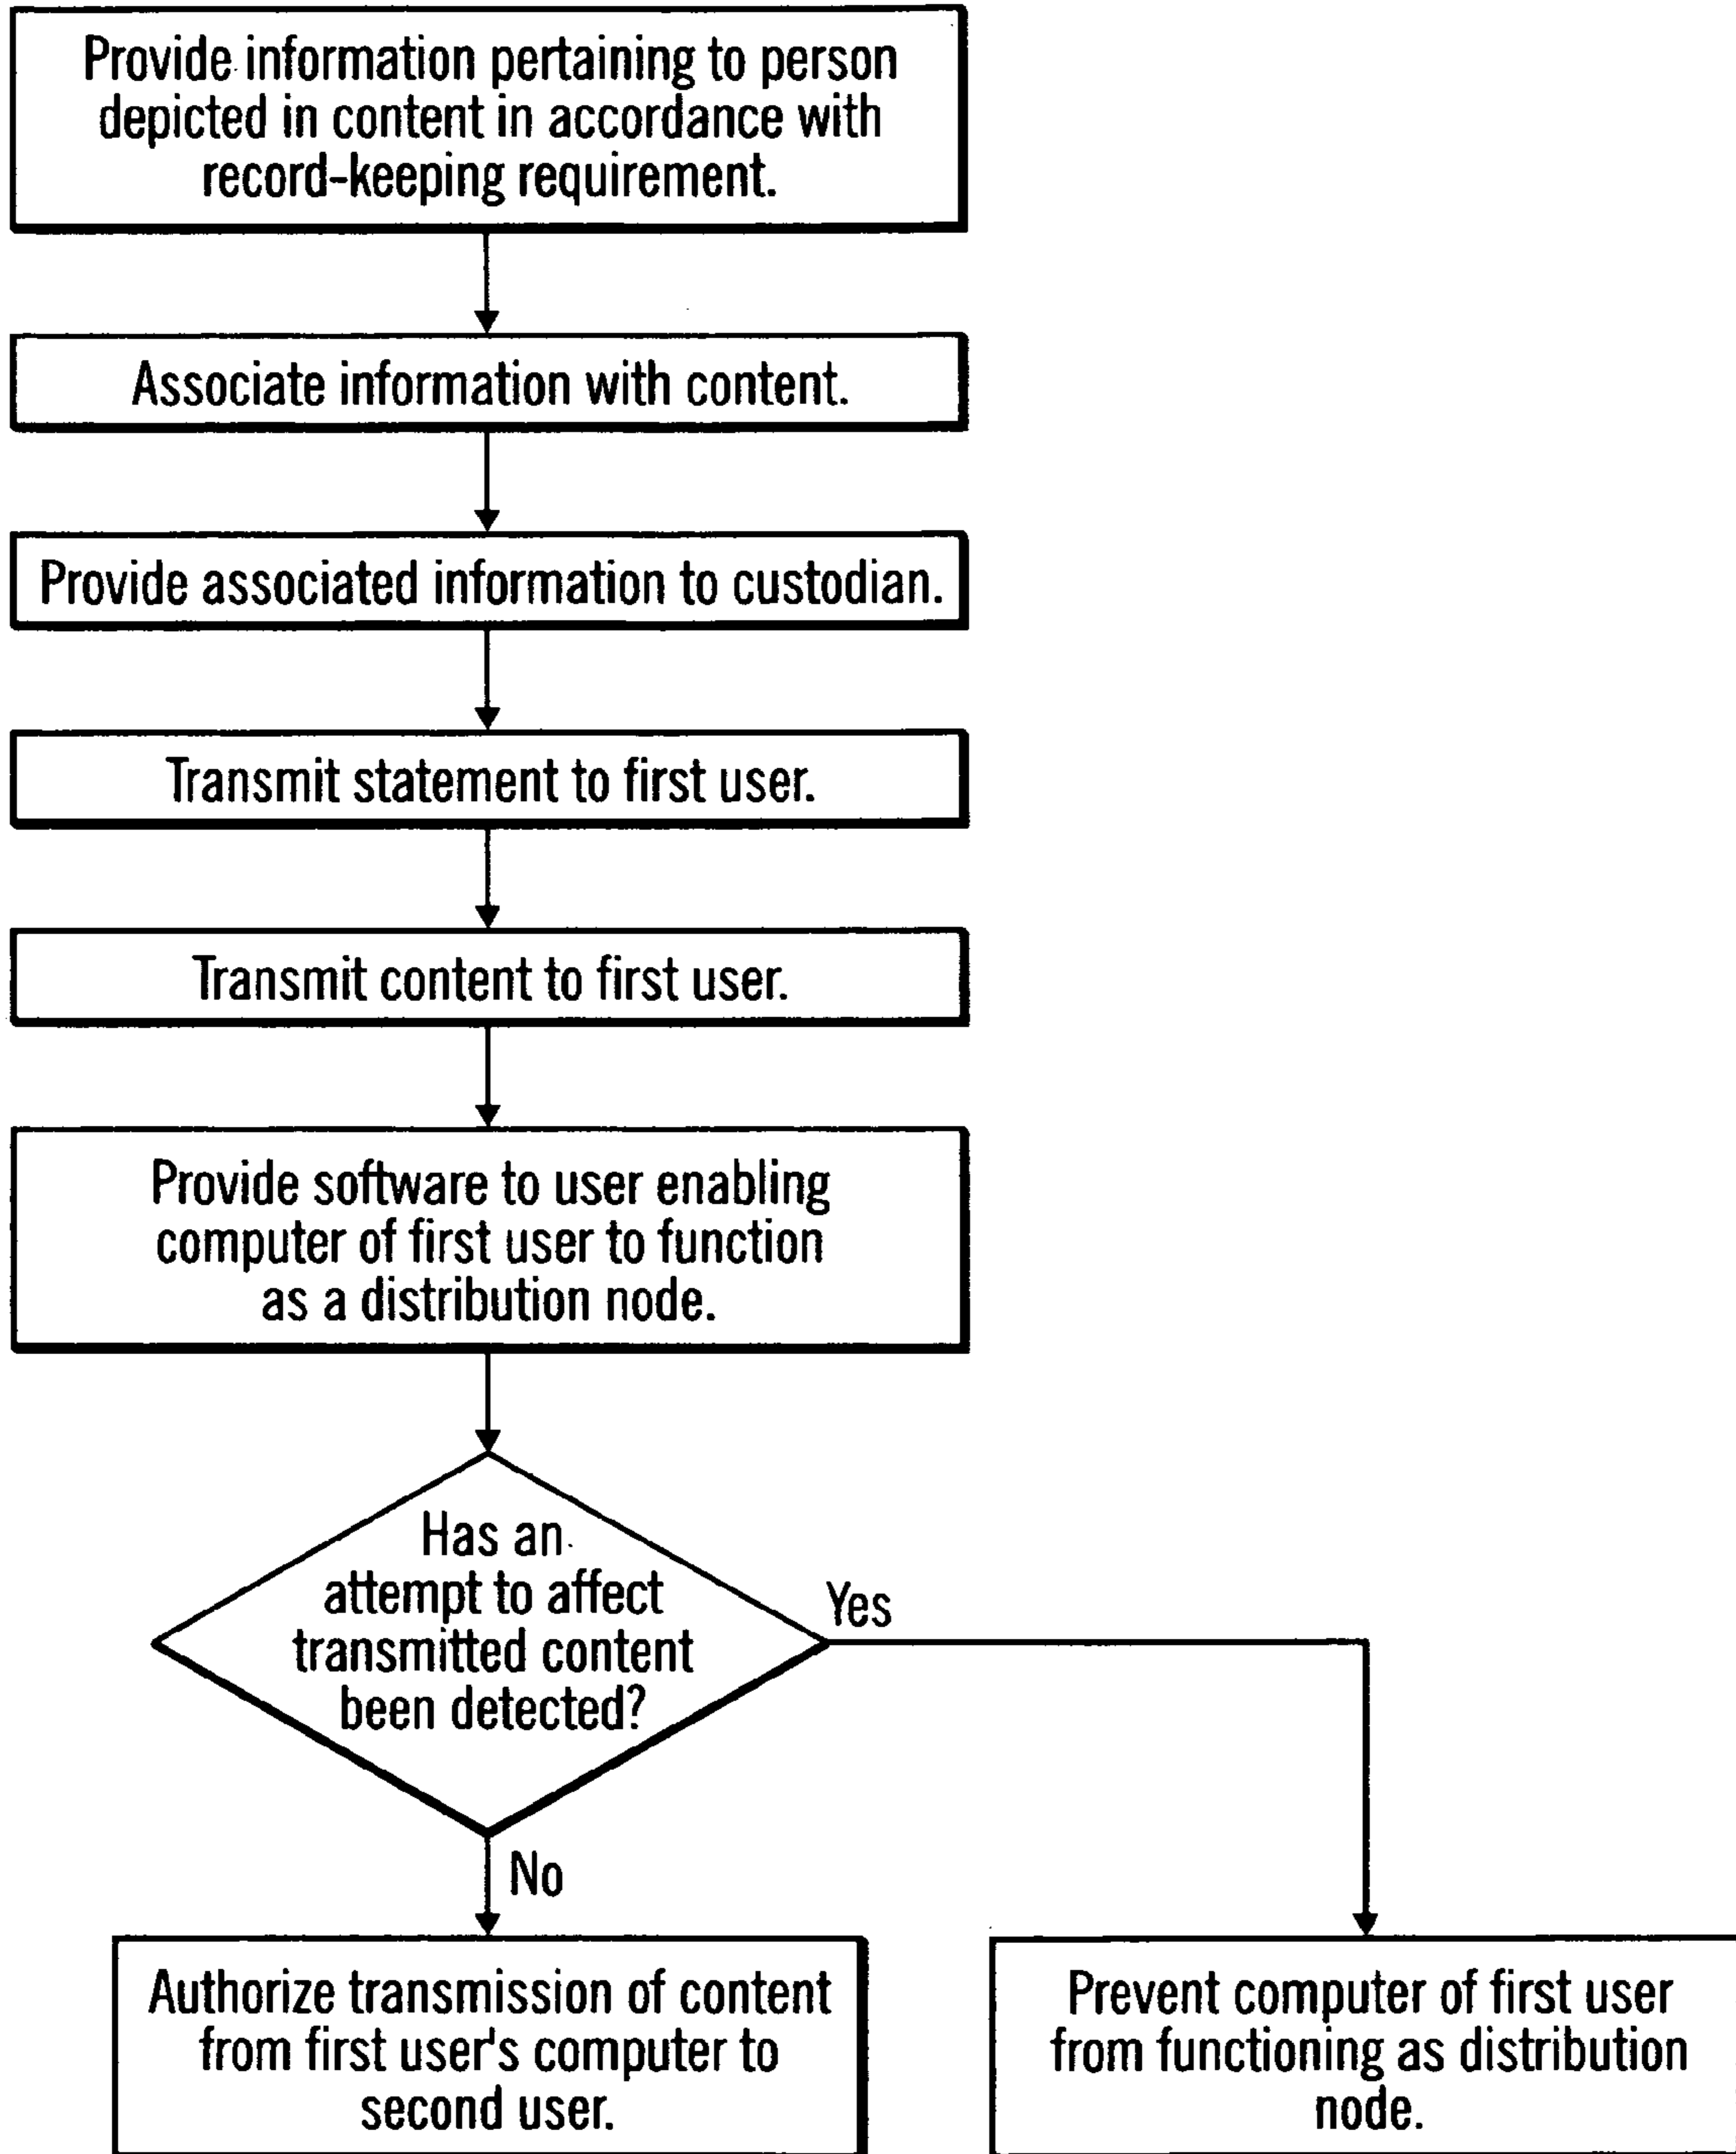 Provide information pertaining to person
depicted in content in accordance with
record-keeping requirement.
Associate information with content.
Provide associated information to custodian.
Transmit statement to first user.
Transmit content to first user.
Provide software to user enabling
computer of first user to function
as a distribution node.
Has an
attempt to affect
transmitted content
been detected?
Yes
No
Authorize transmission of content
from first user's computer to
second user.
Prevent computer of first user
from functioning as distribution
node.